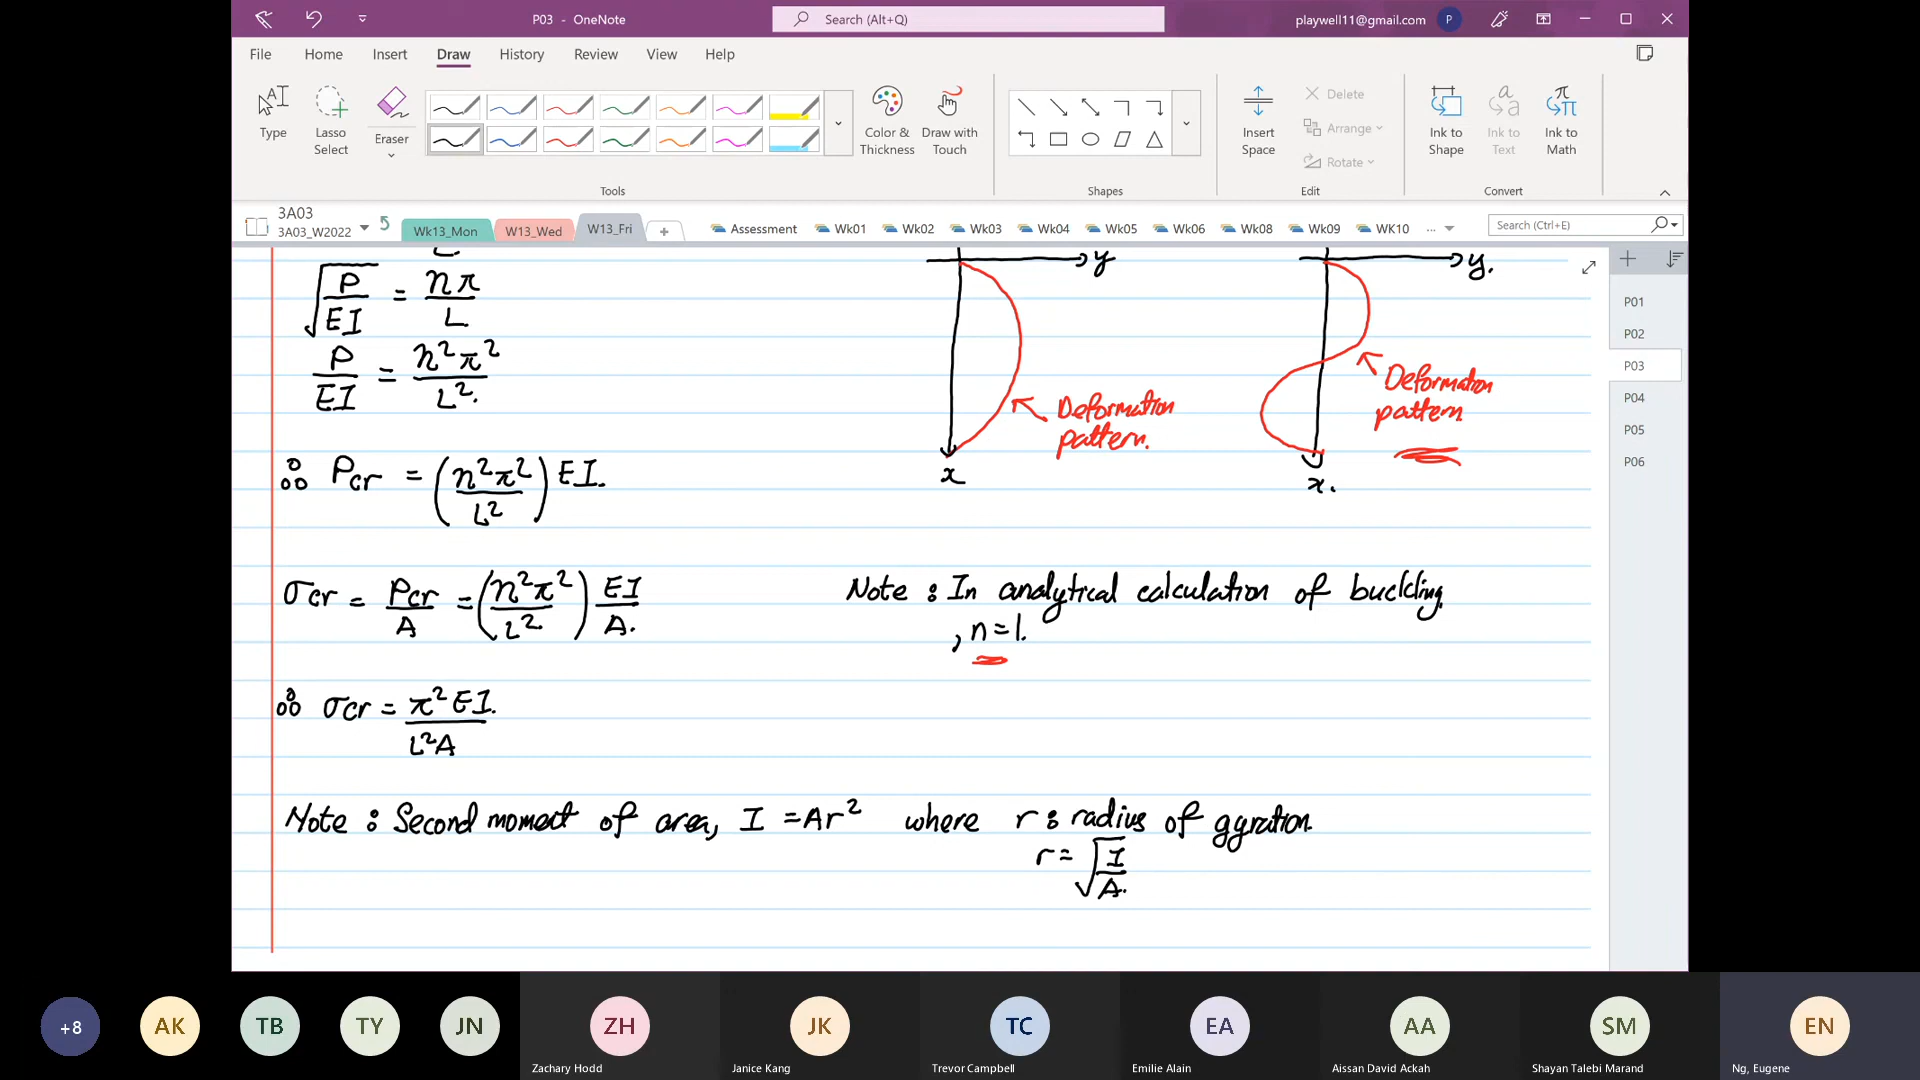 P03 - OneNote
Search (Alt+Q)
playwell11@gmail.com
P
File Home Insert Draw History Review View Help
Type
Lasso Select
Eraser
Color & Thickness
Draw with Touch
Insert Space
Delete
Arrange
Rotate
Ink to Shape
Ink to Text
Ink to Math
Tools Shapes Edit Convert
3A03
3A03_W2022
Wk13_Mon W13_Wed W13_Fri +
Assessment Wk01 Wk02 Wk03 Wk04 Wk05 Wk06 Wk08 Wk09 WK10 ...
Search (Ctrl+E)
P01
P02
P03
P04
P05
P06
√(P/EI) = nπ/L
P/EI = n²π²/L².
∴ Pcr = (n²π²/L²) EI.
σcr = Pcr/A = (n²π²/L²) EI/A.
∴ σcr = π²EI./L²A
y
Deformation
pattern.
x
y.
Deformation
pattern.
x.
Note : In analytical calculation of buckling.
, n=1.
Note : Second moment of area, I = Ar² where r : radius of gyration.
r = √(I/A.)
+8 AK TB TY JN ZH JK TC EA AA SM EN
Zachary Hodd Janice Kang Trevor Campbell Emilie Alain Aissan David Ackah Shayan Talebi Marand Ng, Eugene